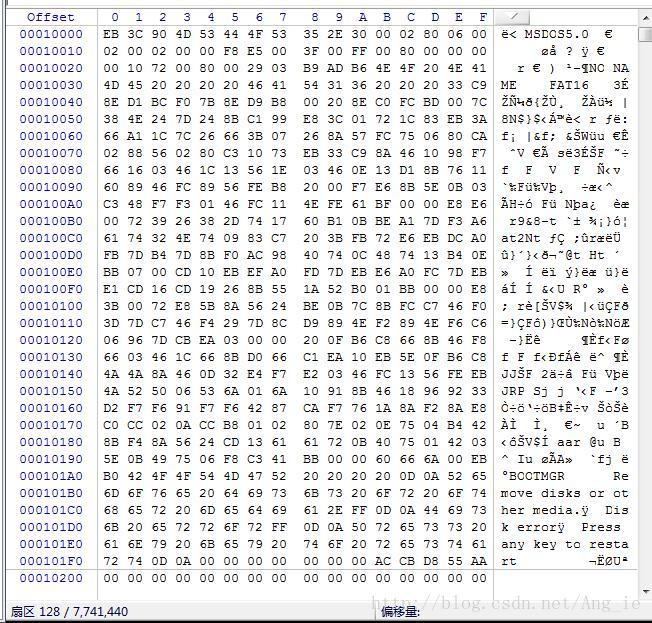 Offset 0 1 2 3 4 5 6 7 8 9 A B C D E F
00010000 EB 3C 90 4D 53 44 4F 53 35 2E 30 00 02 80 06 00 ë< MSDOS5.0 €
00010010 02 00 02 00 00 F8 E5 00 3F 00 FF 00 80 00 00 00 øå ? ÿ €
00010020 00 10 72 00 80 00 29 03 B9 AD B6 4E 4F 20 4E 41 r € ) ¹-¶NO NA
00010030 4D 45 20 20 20 20 46 41 54 31 36 20 20 20 33 C9 ME FAT16 3É
00010040 8E D1 BC F0 7B 8E D9 B8 00 20 8E C0 FC BD 00 7C ŽÑ¼ð{ŽÙ¸ ŽÀü½ |
00010050 38 4E 24 7D 24 8B C1 99 E8 3C 01 72 1C 83 EB 3A 8N$}$‹Á™è< r ƒë:
00010060 66 A1 1C 7C 26 66 3B 07 26 8A 57 FC 75 06 80 CA f¡ |&f; &ŠWüu €Ê
00010070 02 88 56 02 80 C3 10 73 EB 33 C9 8A 46 10 98 F7 ˆV €Ã së3ÉŠF ˜÷
00010080 66 16 03 46 1C 13 56 1E 03 46 0E 13 D1 8B 76 11 f F V F Ñ‹v
00010090 60 89 46 FC 89 56 FE B8 20 00 F7 E6 8B 5E 0B 03 `‰Fü‰Vþ¸ ÷æ‹^
000100A0 C3 48 F7 F3 01 46 FC 11 4E FE 61 BF 00 00 E8 E6 ÃH÷ó Fü Nþa¿ èæ
000100B0 00 72 39 26 38 2D 74 17 60 B1 0B BE A1 7D F3 A6 r9&8-t `± ¾¡}ó¦
000100C0 61 74 32 4E 74 09 83 C7 20 3B FB 72 E6 EB DC A0 at2Nt ƒÇ ;ûræëÜ
000100D0 FB 7D B4 7D 8B F0 AC 98 40 74 0C 48 74 13 B4 0E û}´}‹ð¬˜@t Ht ´
000100E0 BB 07 00 CD 10 EB EF A0 FD 7D EB E6 A0 FC 7D EB » Í ëï ý}ëæ ü}ë
000100F0 E1 CD 16 CD 19 26 8B 55 1A 52 B0 01 BB 00 00 E8 áÍ Í &‹U R° » è
00010100 3B 00 72 E8 5B 8A 56 24 BE 0B 7C 8B FC C7 46 F0 ; rè[ŠV$¾ |‹üÇFð
00010110 3D 7D C7 46 F4 29 7D 8C D9 89 4E F2 89 4E F6 C6 =}ÇFô)}ŒÙ‰Nò‰NöÆ
00010120 06 96 7D CB EA 03 00 00 20 0F B6 C8 66 8B 46 F8 –}Ëê ¶Èf‹Fø
00010130 66 03 46 1C 66 8B D0 66 C1 EA 10 EB 5E 0F B6 C8 f F f‹ÐfÁê ë^ ¶È
00010140 4A 4A 8A 46 0D 32 E4 F7 E2 03 46 FC 13 56 FE EB JJŠF 2ä÷â Fü Vþë
00010150 4A 52 50 06 53 6A 01 6A 10 91 8B 46 18 96 92 33 JRP Sj j ‘‹F –’3
00010160 D2 F7 F6 91 F7 F6 42 87 CA F7 76 1A 8A F2 8A E8 Ò÷ö‘÷öB‡Ê÷v ŠòŠè
00010170 C0 CC 02 0A CC B8 01 02 80 7E 02 0E 75 04 B4 42 ÀÌ Ì¸ €~ u ´B
00010180 8B F4 8A 56 24 CD 13 61 61 72 0B 40 75 01 42 03 ‹ôŠV$Í aar @u B
00010190 5E 0B 49 75 06 F8 C3 41 BB 00 00 60 66 6A 00 EB ^ Iu øÃA» `fj ë
000101A0 B0 42 4F 4F 54 4D 47 52 20 20 20 20 0D 0A 52 65 °BOOTMGR Re
000101B0 6D 6F 76 65 20 64 69 73 6B 73 20 6F 72 20 6F 74 move disks or ot
000101C0 68 65 72 20 6D 65 64 69 61 2E FF 0D 0A 44 69 73 her media.ÿ Dis
000101D0 6B 20 65 72 72 6F 72 FF 0D 0A 50 72 65 73 73 20 k errorÿ Press
000101E0 61 6E 79 20 6B 65 79 20 74 6F 20 72 65 73 74 61 any key to resta
000101F0 72 74 0D 0A 00 00 00 00 00 00 00 AC CB D8 55 AA rt ¬ËØUª
00010200 00 00 00 00 00 00 00 00 00 00 00 00 00 00 00 00
扇区 128 / 7,741,440 偏移量:
http://blog.csdn.net/Ang_ie